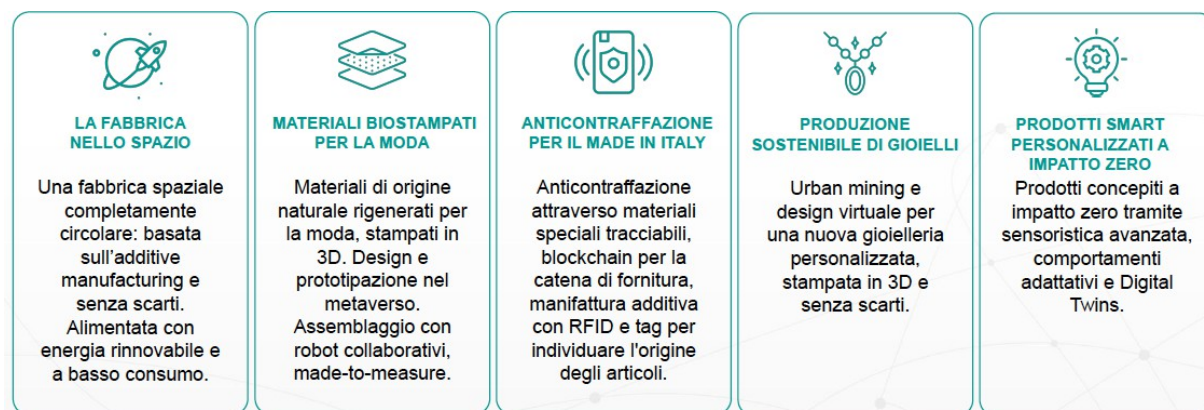 LA FABBRICA
NELLO SPAZIO
Una fabbrica spaziale
completamente
circolare: basata
sull'additive
manufacturing e
senza scarti.
Alimentata con
energia rinnovabile e
a basso consumo.
MATERIALI BIOSTAMPATI
PER LA MODA
Materiali di origine
naturale rigenerati per
la moda, stampati in
3D. Design e
prototipazione nel
metaverso.
Assemblaggio con
robot collaborativi,
made-to-measure.
ANTICONTRAFFAZIONE
PER IL MADE IN ITALY
Anticontraffazione
attraverso materiali
speciali tracciabili,
blockchain per la
catena di fornitura,
manifattura additiva
con RFID e tag per
individuare l'origine
degli articoli.
PRODUZIONE
SOSTENIBILE DI GIOIELLI
Urban mining e
design virtuale per
una nuova gioielleria
personalizzata,
stampata in 3D e
senza scarti.
PRODOTTI SMART
PERSONALIZZATI A
IMPATTO ZERO
Prodotti concepiti a
impatto zero tramite
sensoristica avanzata,
comportamenti
adattativi e Digital
Twins.